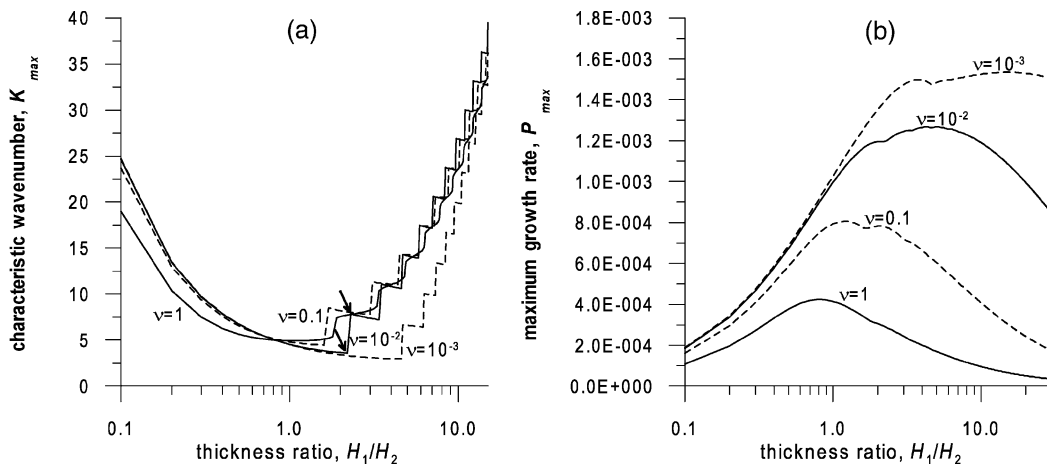 (a)
characteristic wavenumber, K max
40
35
30
25
20
15
10
5
0
ν=1
ν=0.1
ν=10-2
ν=10-3
0.1
1.0
10.0
thickness ratio, H1/H2
(b)
maximum growth rate, P max
1.8E-003
1.6E-003
1.4E-003
1.2E-003
1.0E-003
8.0E-004
6.0E-004
4.0E-004
2.0E-004
0.0E+000
ν=10-3
ν=10-2
ν=0.1
ν=1
0.1
1.0
10.0
thickness ratio, H1/H2